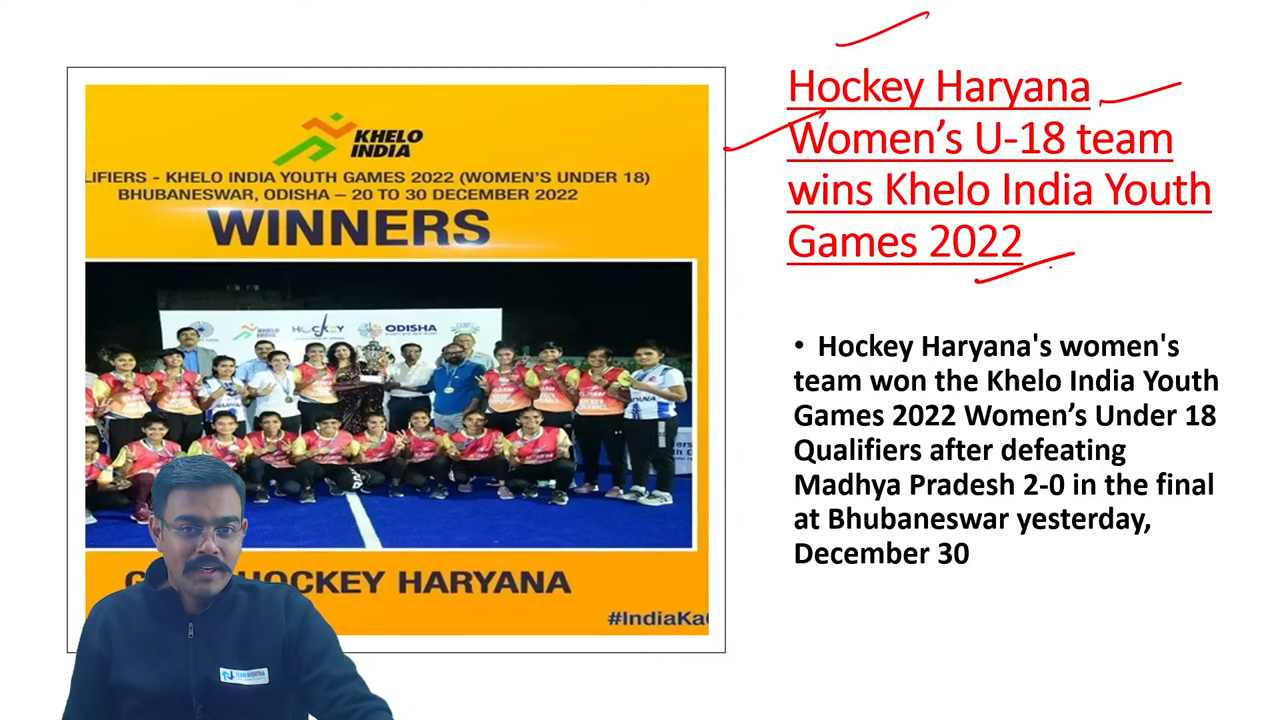 KHELO
INDIA
LIFIERS - KHELO INDIA YOUTH GAMES 2022 (WOMEN'S UNDER 18)
BHUBANESWAR, ODISHA – 20 TO 30 DECEMBER 2022
WINNERS
HOCKEY
ODISHA
HOCKEY HARYANA
#IndiaKa
Hockey Haryana
Women’s U-18 team
wins Khelo India Youth
Games 2022
• Hockey Haryana's women's
team won the Khelo India Youth
Games 2022 Women’s Under 18
Qualifiers after defeating
Madhya Pradesh 2-0 in the final
at Bhubaneswar yesterday,
December 30